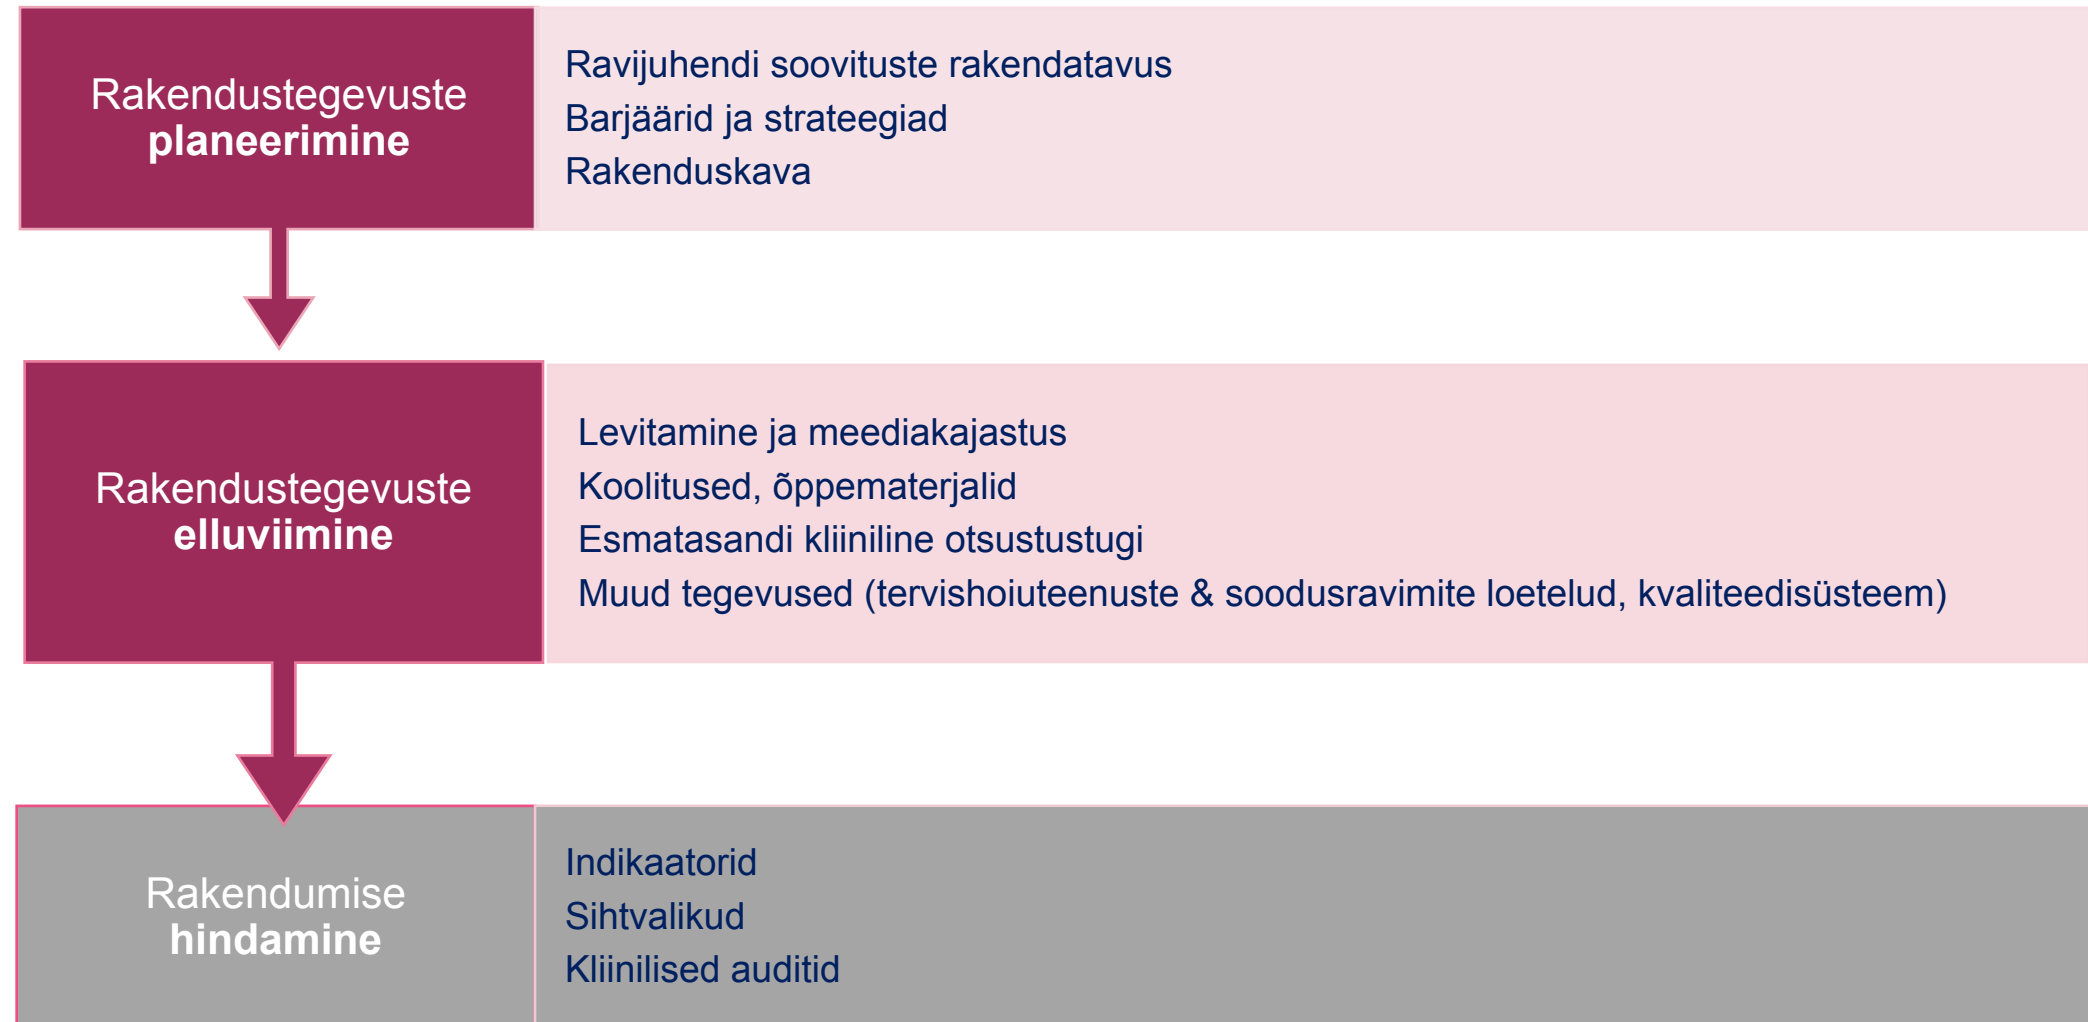 Rakendustegevuste
planeerimine
Ravijuhendi soovituste rakendatavus
Barjäärid ja strateegiad
Rakenduskava
Rakendustegevuste
elluviimine
Levitamine ja meediakajastus
Koolitused, õppematerjalid
Esmatasandi kliiniline otsustustugi
Muud tegevused (tervishoiuteenuste & soodusravimite loetelud, kvaliteedisüsteem)
Rakendumise
hindamine
Indikaatorid
Sihtvalikud
Kliinilised auditid